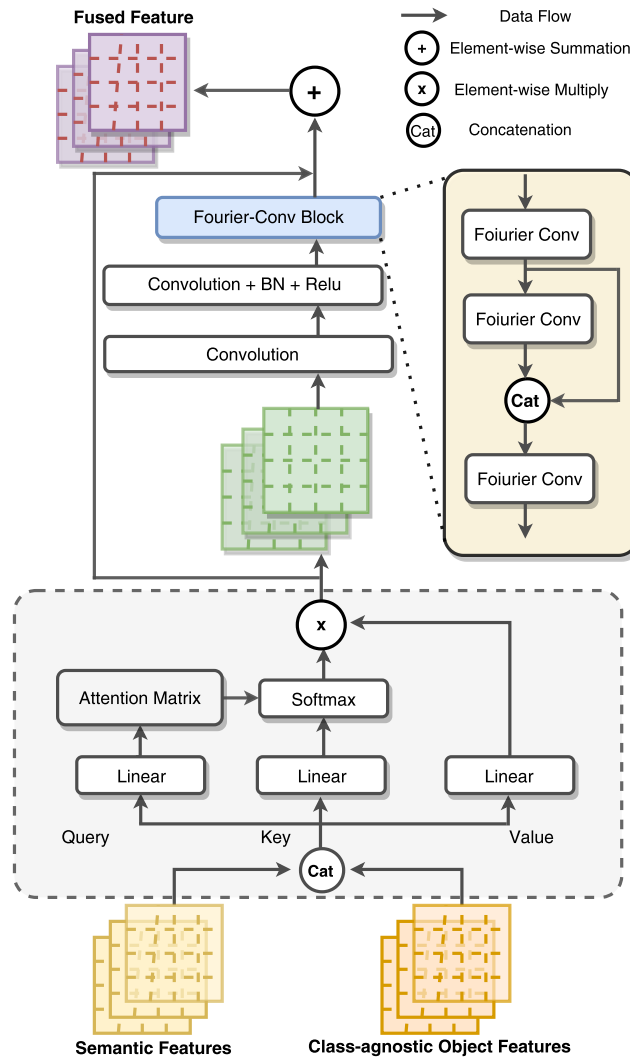 Fused Feature
Data Flow
+
Element-wise Summation
x
Element-wise Multiply
Cat
Concatenation
+
Fourier-Conv Block
Convolution + BN + Relu
Convolution
Foiurier Conv
Foiurier Conv
Cat
Foiurier Conv
x
Attention Matrix
Softmax
Linear
Linear
Linear
Query
Key
Value
Cat
Semantic Features
Class-agnostic Object Features